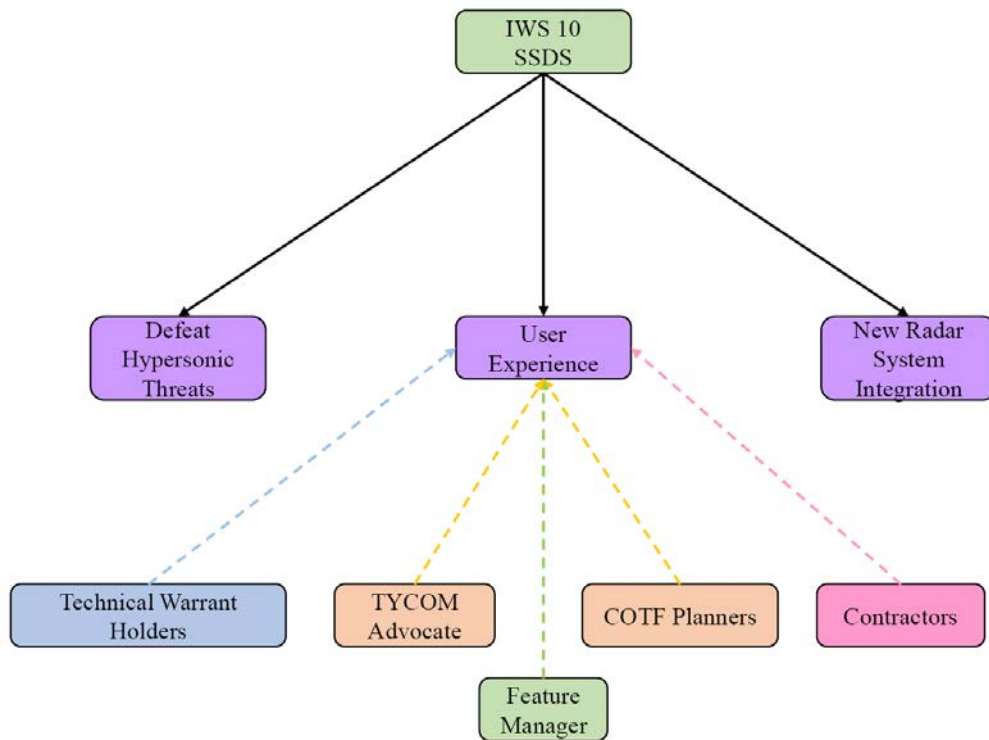 IWS 10
SSDS
Defeat
Hypersonic
Threats
User
Experience
New Radar
System
Integration
Technical Warrant
Holders
TYCOM
Advocate
COTF Planners
Contractors
Feature
Manager